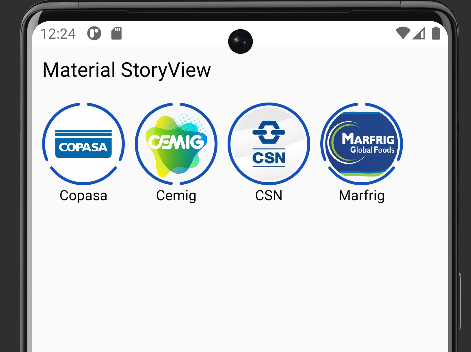 12:24
Material StoryView
COPASA
CEMIG
CSN
MARFRIG
Global Foods
Copasa Cemig CSN Marfrig